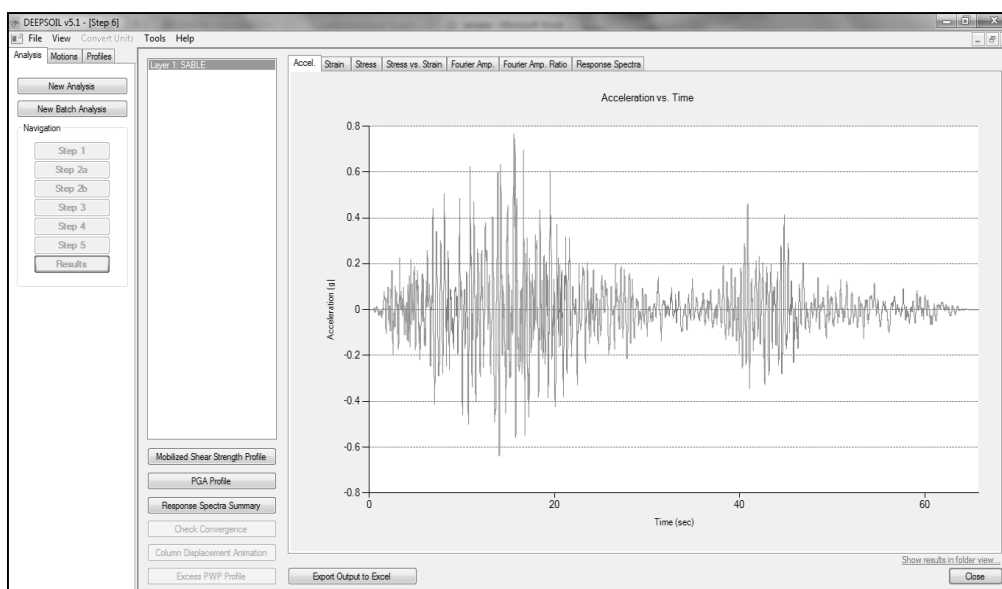 DEEPSOIL v5.1 - [Step 6]
File View Convert Units Tools Help
Analysis Motions Profiles
New Analysis
New Batch Analysis
Navigation
Step 1
Step 2a
Step 2b
Step 3
Step 4
Step 5
Results
Layer 1: SABLE
Mobilized Shear Strength Profile
PGA Profile
Response Spectra Summary
Check Convergence
Column Displacement Animation
Excess PWP Profile
Accel. Strain Stress Stress vs. Strain Fourier Amp. Fourier Amp. Ratio Response Spectra
Acceleration vs. Time
Acceleration (g)
0.8
0.6
0.4
0.2
0
-0.2
-0.4
-0.6
-0.8
0 20 40 60
Time (sec)
Show results in folder view...
Export Output to Excel
Close